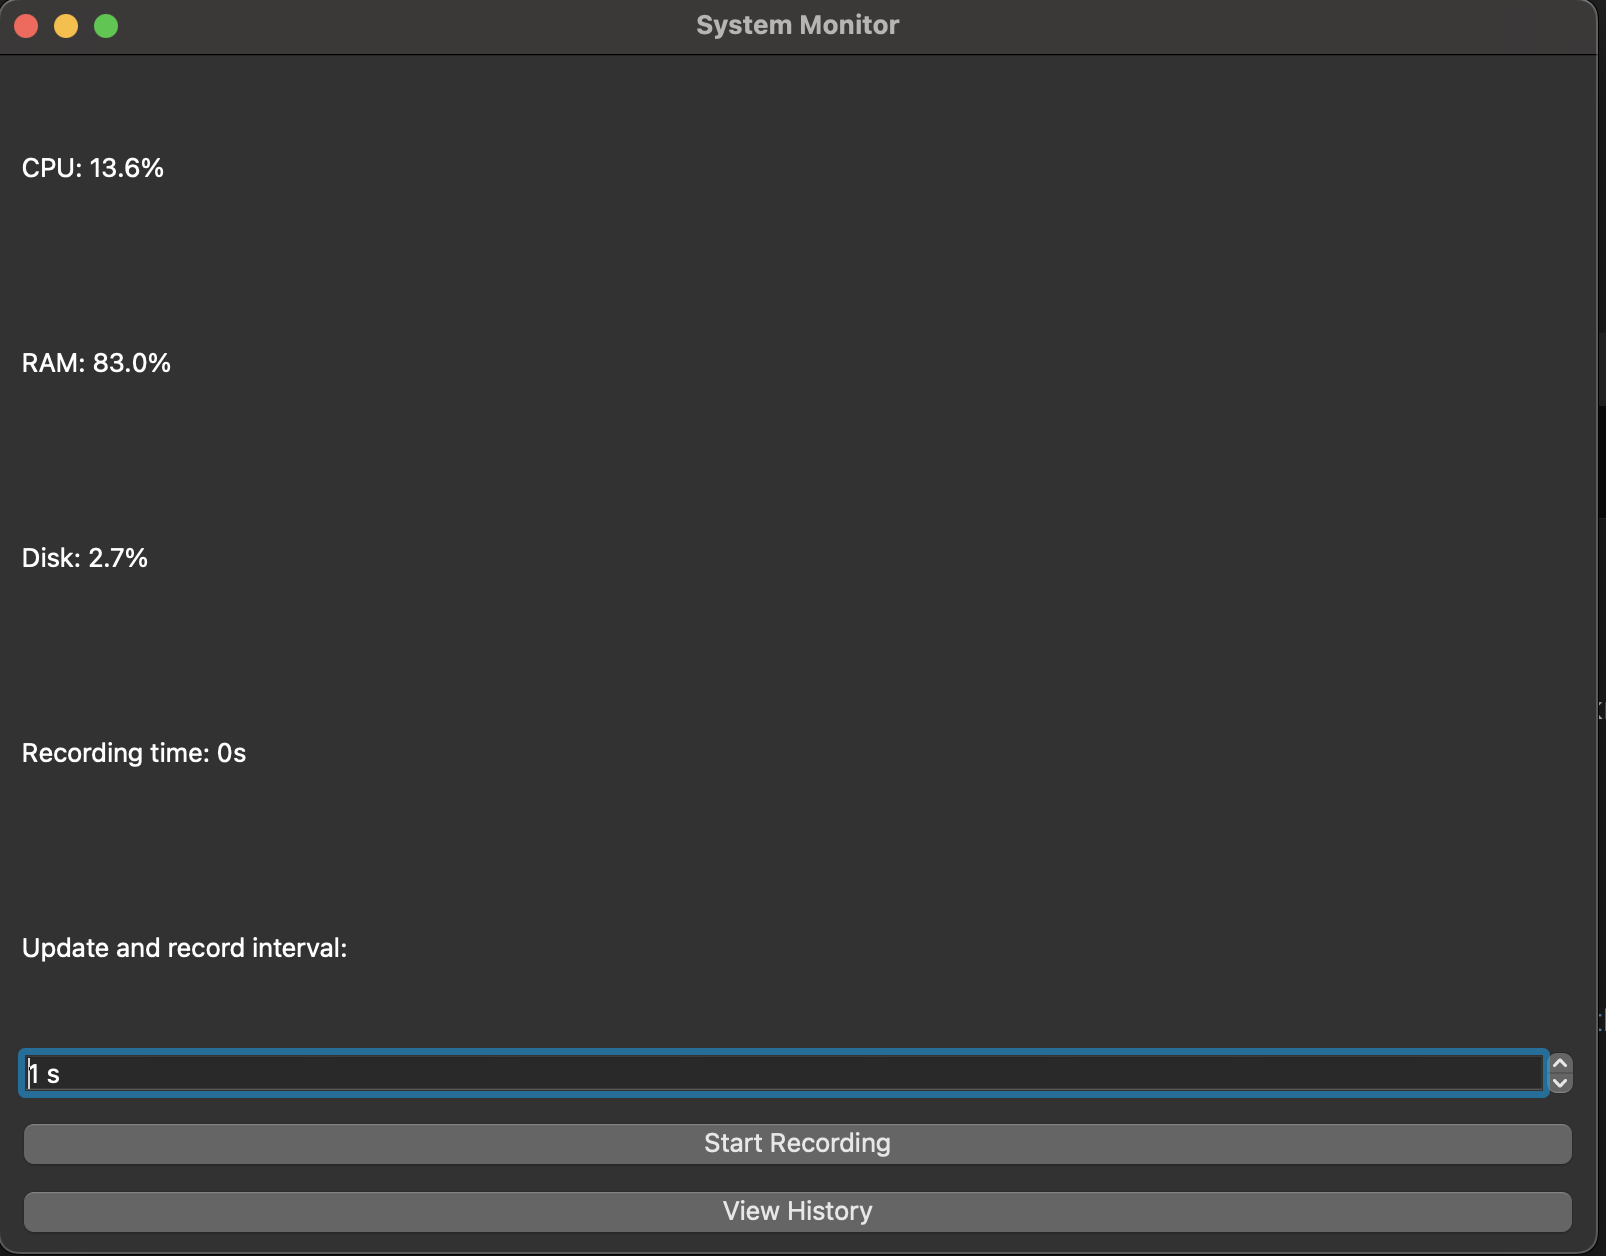 System Monitor
CPU: 13.6%
RAM: 83.0%
Disk: 2.7%
Recording time: 0s
Update and record interval:
1 s
Start Recording
View History